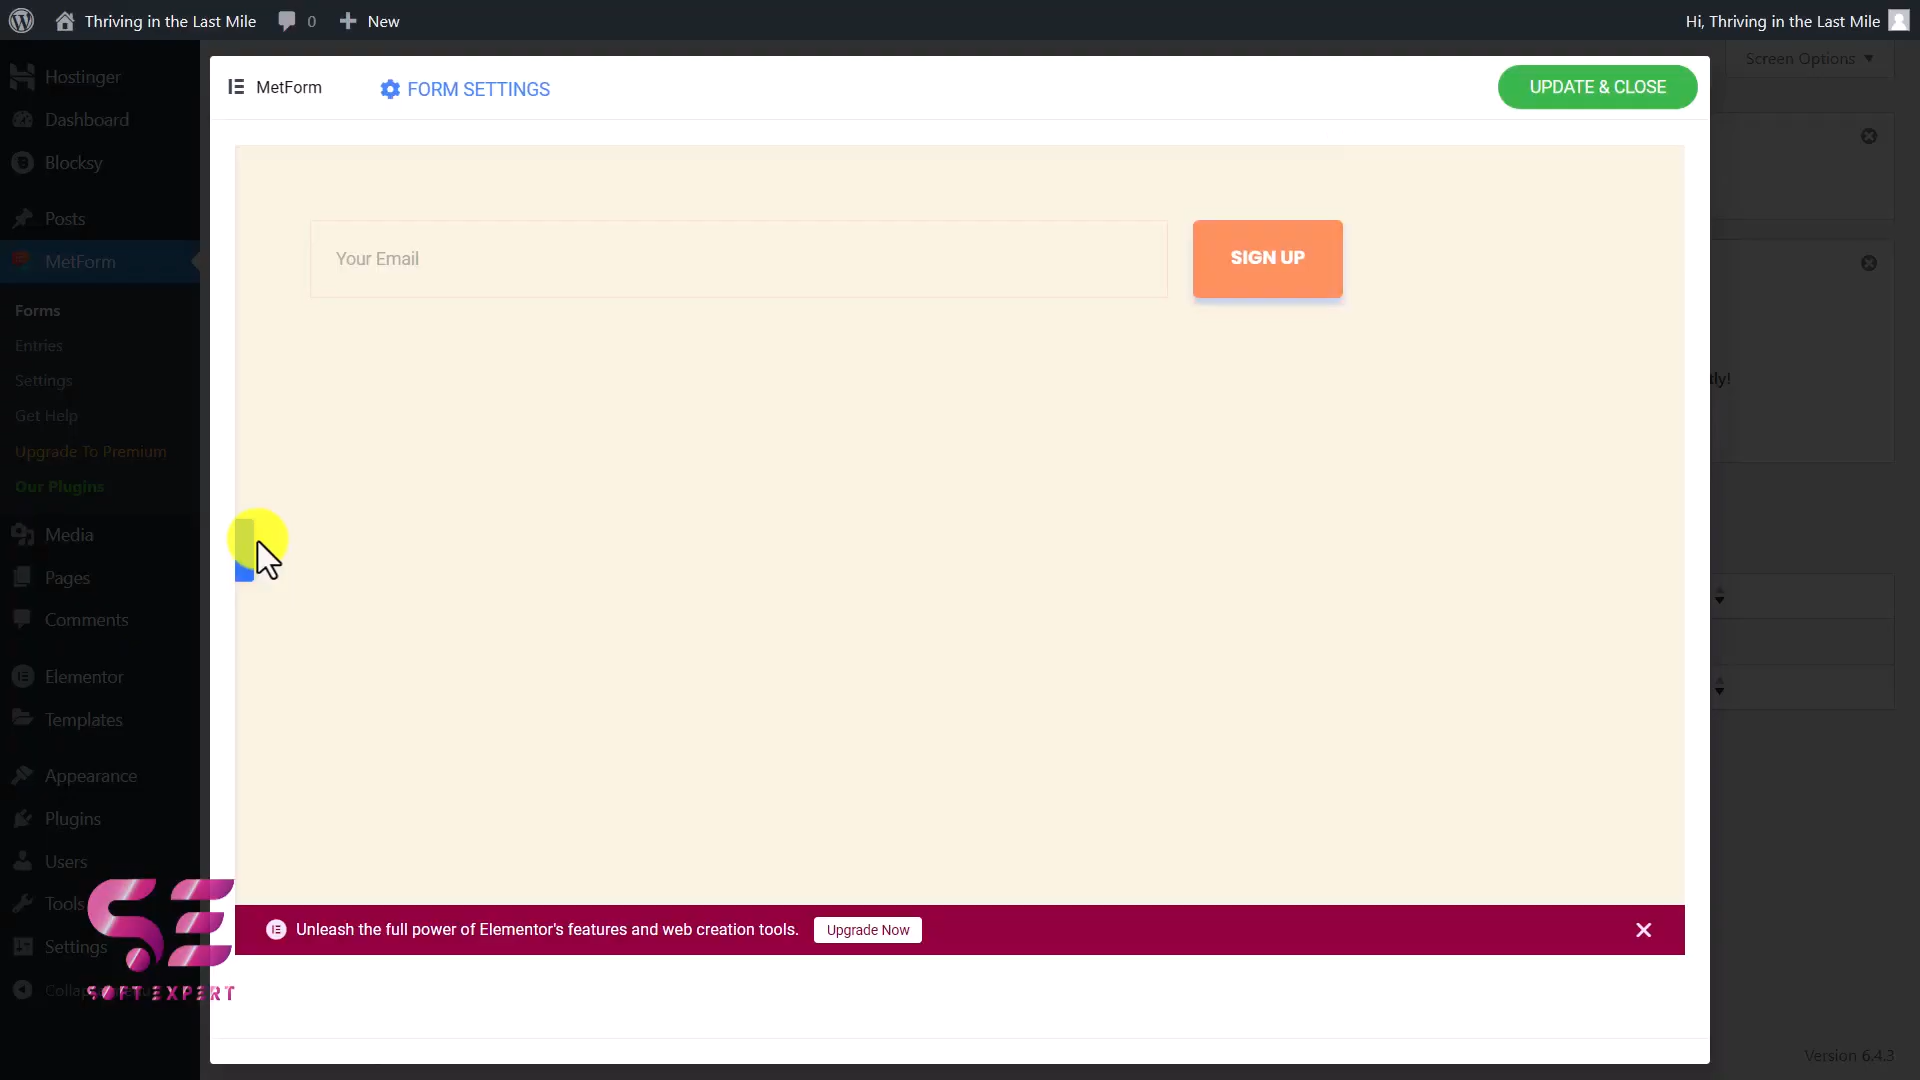 Thriving in the Last Mile
0
New
Hi, Thriving in the Last Mile
Screen Options
Hostinger
Dashboard
Blocksy
Posts
MetForm
Forms
Entries
Settings
Get Help
Upgrade To Premium
Our Plugins
Media
Pages
Comments
Elementor
Templates
Appearance
Plugins
Users
Tools
Settings
MetForm
FORM SETTINGS
UPDATE & CLOSE
Your Email
SIGN UP
tly!
Unleash the full power of Elementor's features and web creation tools.
Upgrade Now
SE
SOFT EXPERT
Version 6.4.3